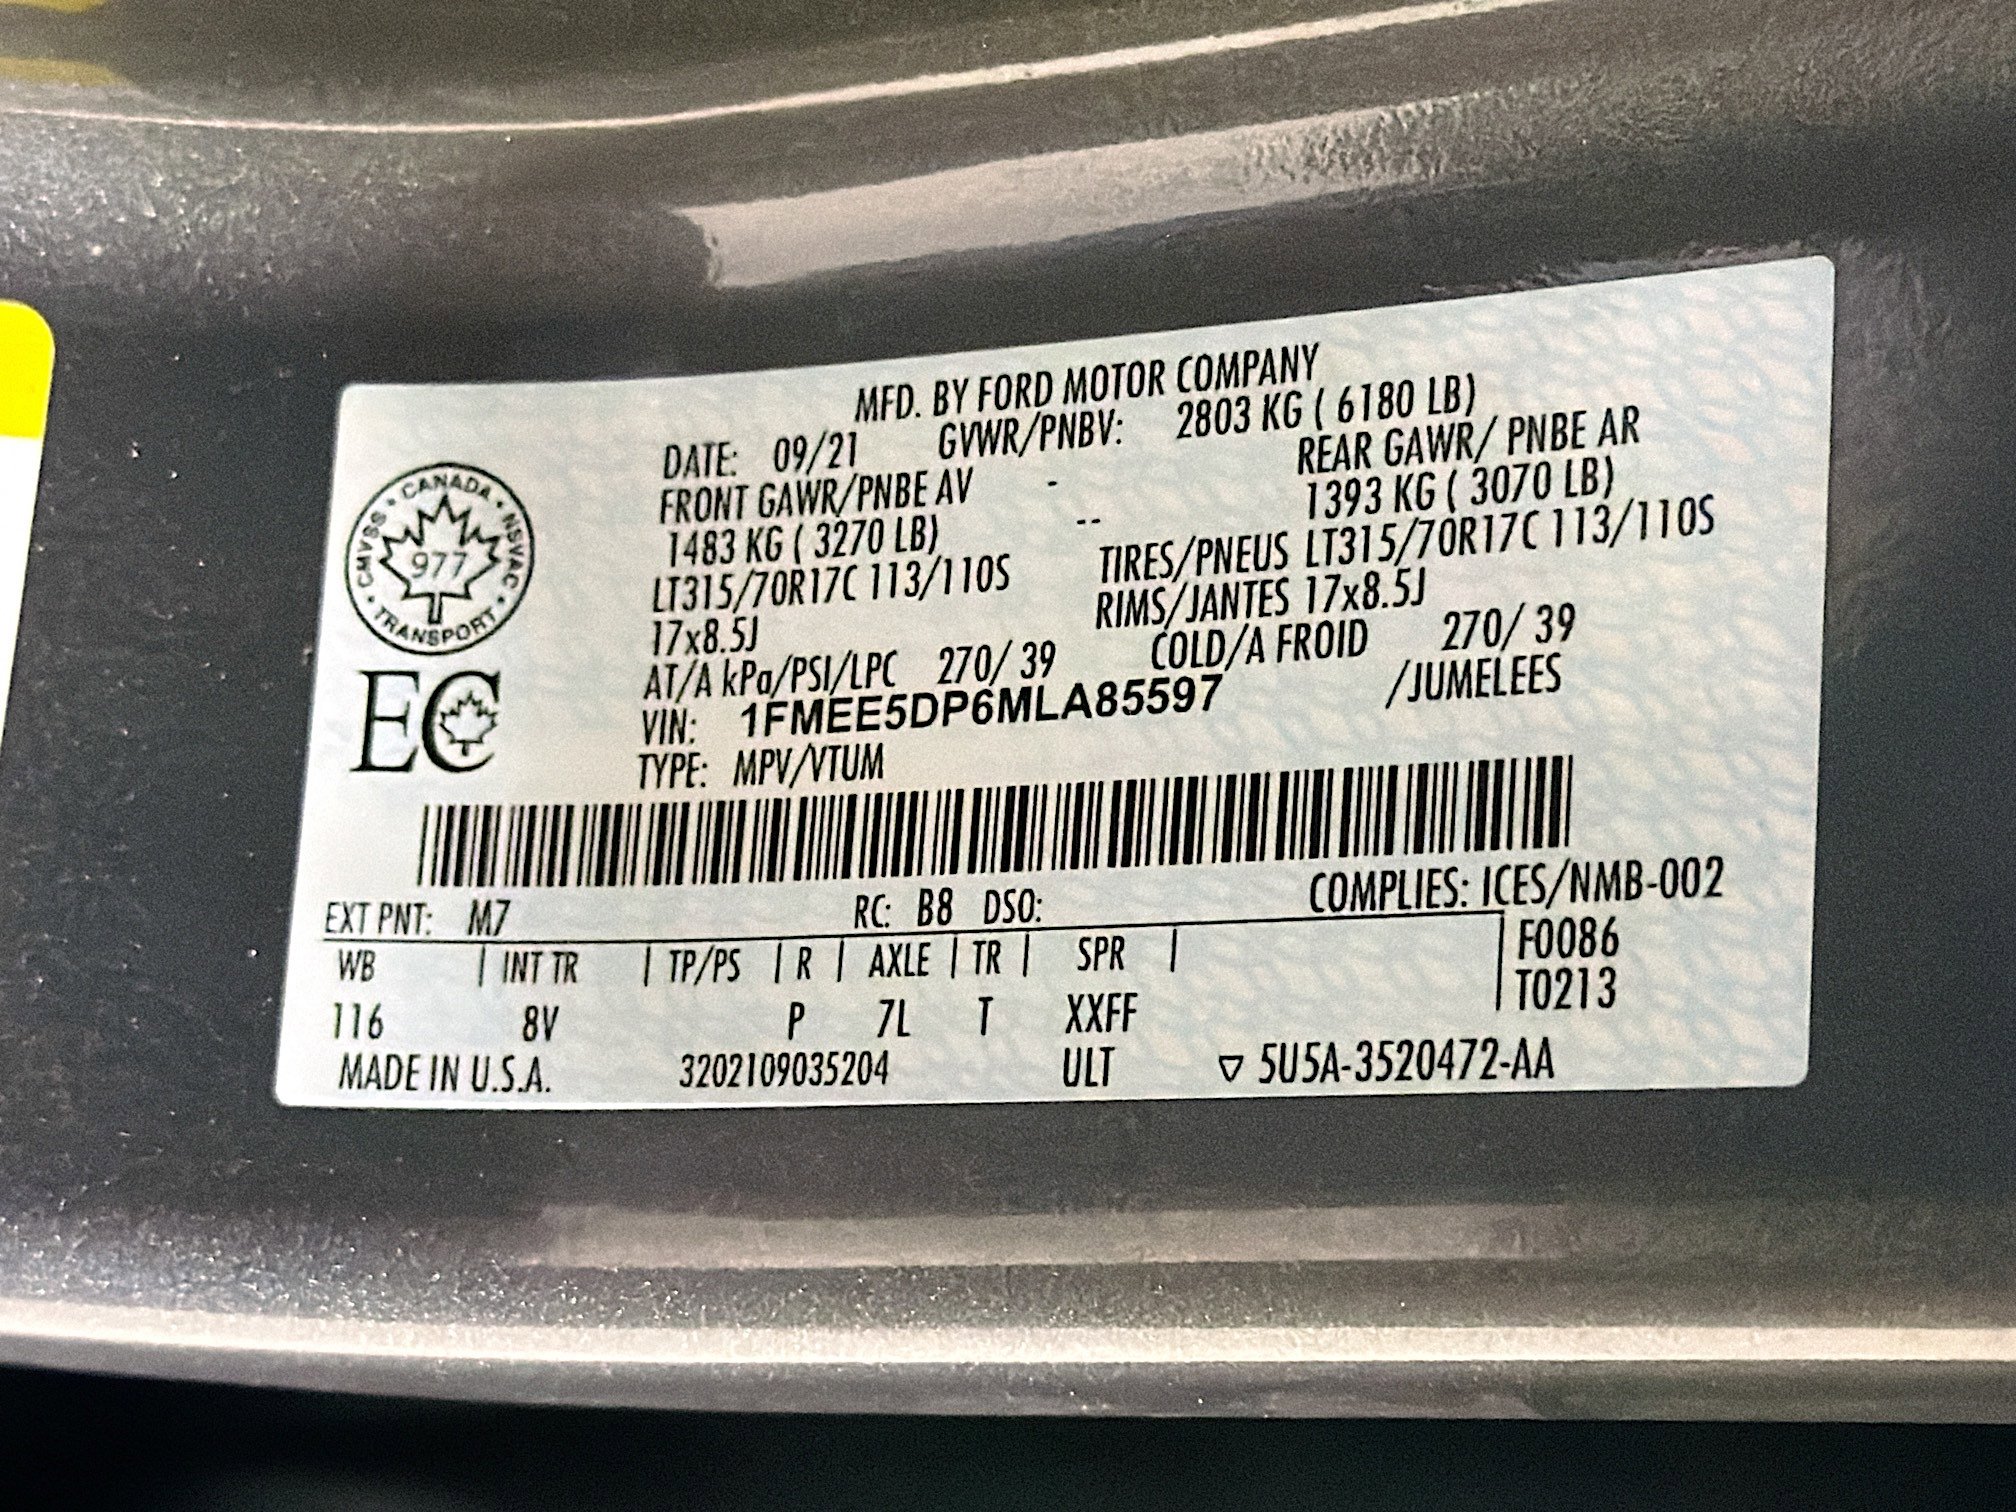 MFD. BY FORD MOTOR COMPANY
DATE: 09/21 GVWR/PNBV: 2803 KG ( 6180 LB)
FRONT GAWR/PNBE AV - REAR GAWR/ PNBE AR
1483 KG ( 3270 LB) -- 1393 KG ( 3070 LB)
LT315/70R17C 113/110S TIRES/PNEUS LT315/70R17C 113/110S
17x8.5J RIMS/JANTES 17x8.5J
AT/A kPa/PSI/LPC 270/ 39 COLD/A FROID 270/ 39
VIN: 1FMEE5DP6MLA85597 /JUMELEES
TYPE: MPV/VTUM
CANADA · NSVAC · TRANSPORT · CMVSS ·
977
EC
EXT PNT: M7 RC: B8 DSO: COMPLIES: ICES/NMB-002
WB | INT TR | TP/PS | R | AXLE | TR | SPR | F0086
T0213
116 8V P 7L T XXFF
MADE IN U.S.A. 3202109035204 ULT ▽ 5U5A-3520472-AA